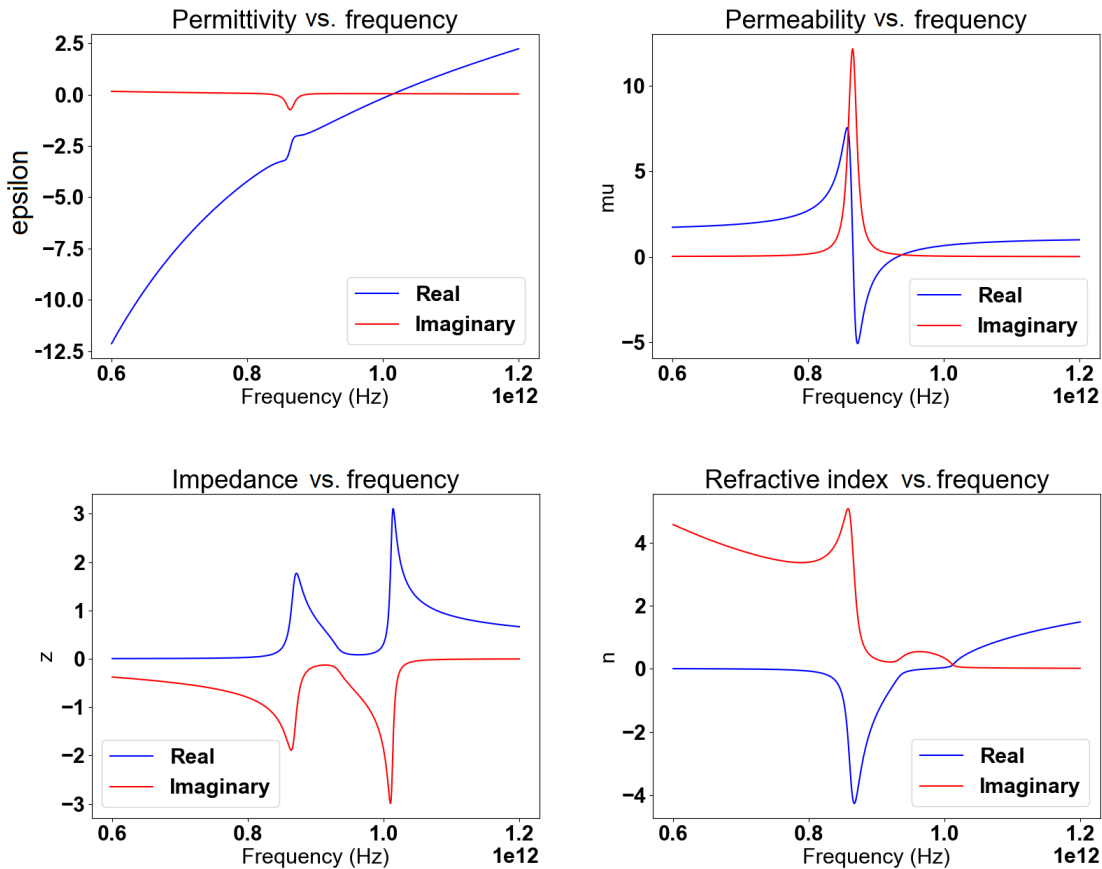 Permittivity vs. frequency
2.5
0.0
−2.5
−5.0
−7.5
−10.0
−12.5
epsilon
Real
Imaginary
0.6 0.8 1.0 1.2
Frequency (Hz) 1e12
Permeability vs. frequency
10
5
0
−5
mu
Real
Imaginary
0.6 0.8 1.0 1.2
Frequency (Hz) 1e12
Impedance vs. frequency
3
2
1
0
−1
−2
−3
z
Real
Imaginary
0.6 0.8 1.0 1.2
Frequency (Hz) 1e12
Refractive index vs. frequency
4
2
0
−2
−4
n
Real
Imaginary
0.6 0.8 1.0 1.2
Frequency (Hz) 1e12